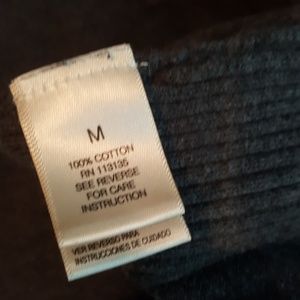 M
100% COTTON
RN 113135
SEE REVERSE
FOR CARE
INSTRUCTION
VER REVERSO PARA
INSTRUCCIONES DE CUIDADO